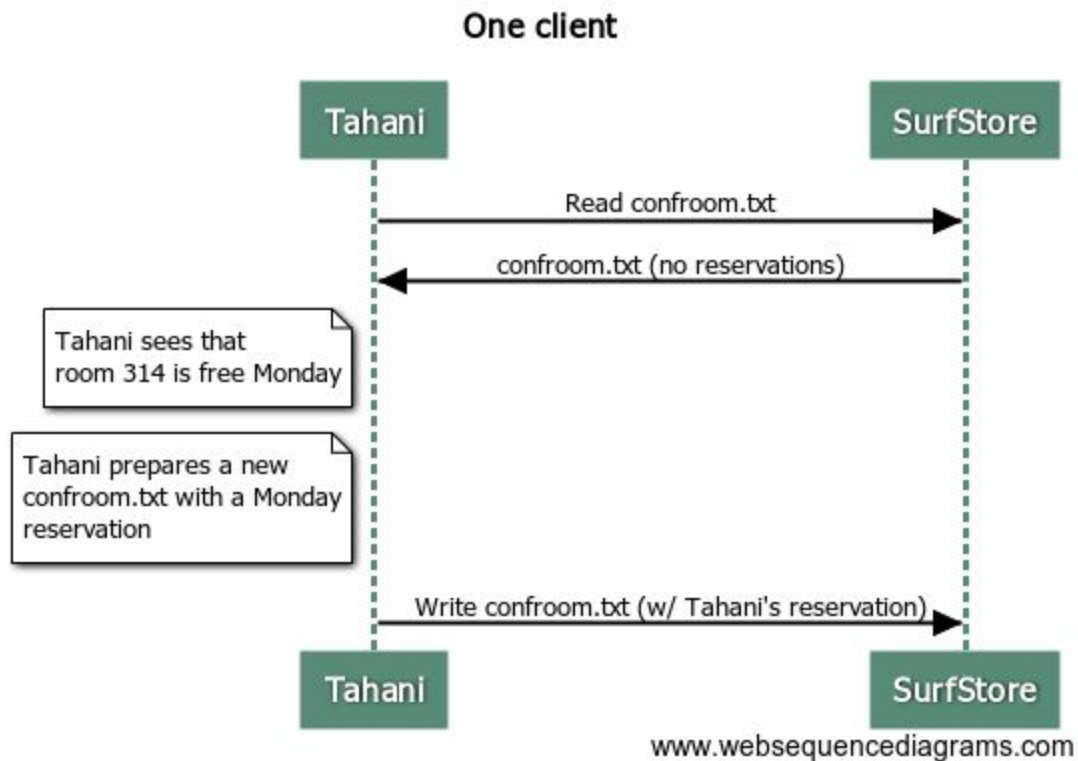 One client
Tahani
SurfStore
Read confroom.txt
confroom.txt (no reservations)
Tahani sees that
room 314 is free Monday
Tahani prepares a new
confroom.txt with a Monday
reservation
Write confroom.txt (w/ Tahani's reservation)
Tahani
SurfStore
www.websequencediagrams.com